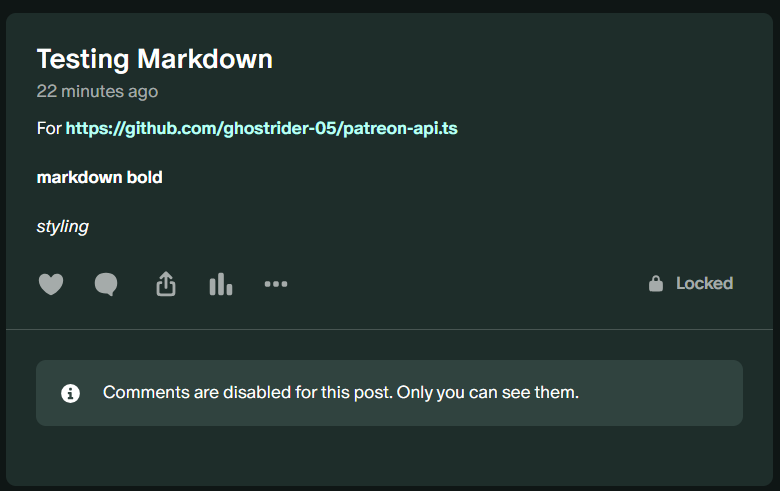 Testing Markdown
22 minutes ago
For https://github.com/ghostrider-05/patreon-api.ts
markdown bold
styling
Locked
Comments are disabled for this post. Only you can see them.